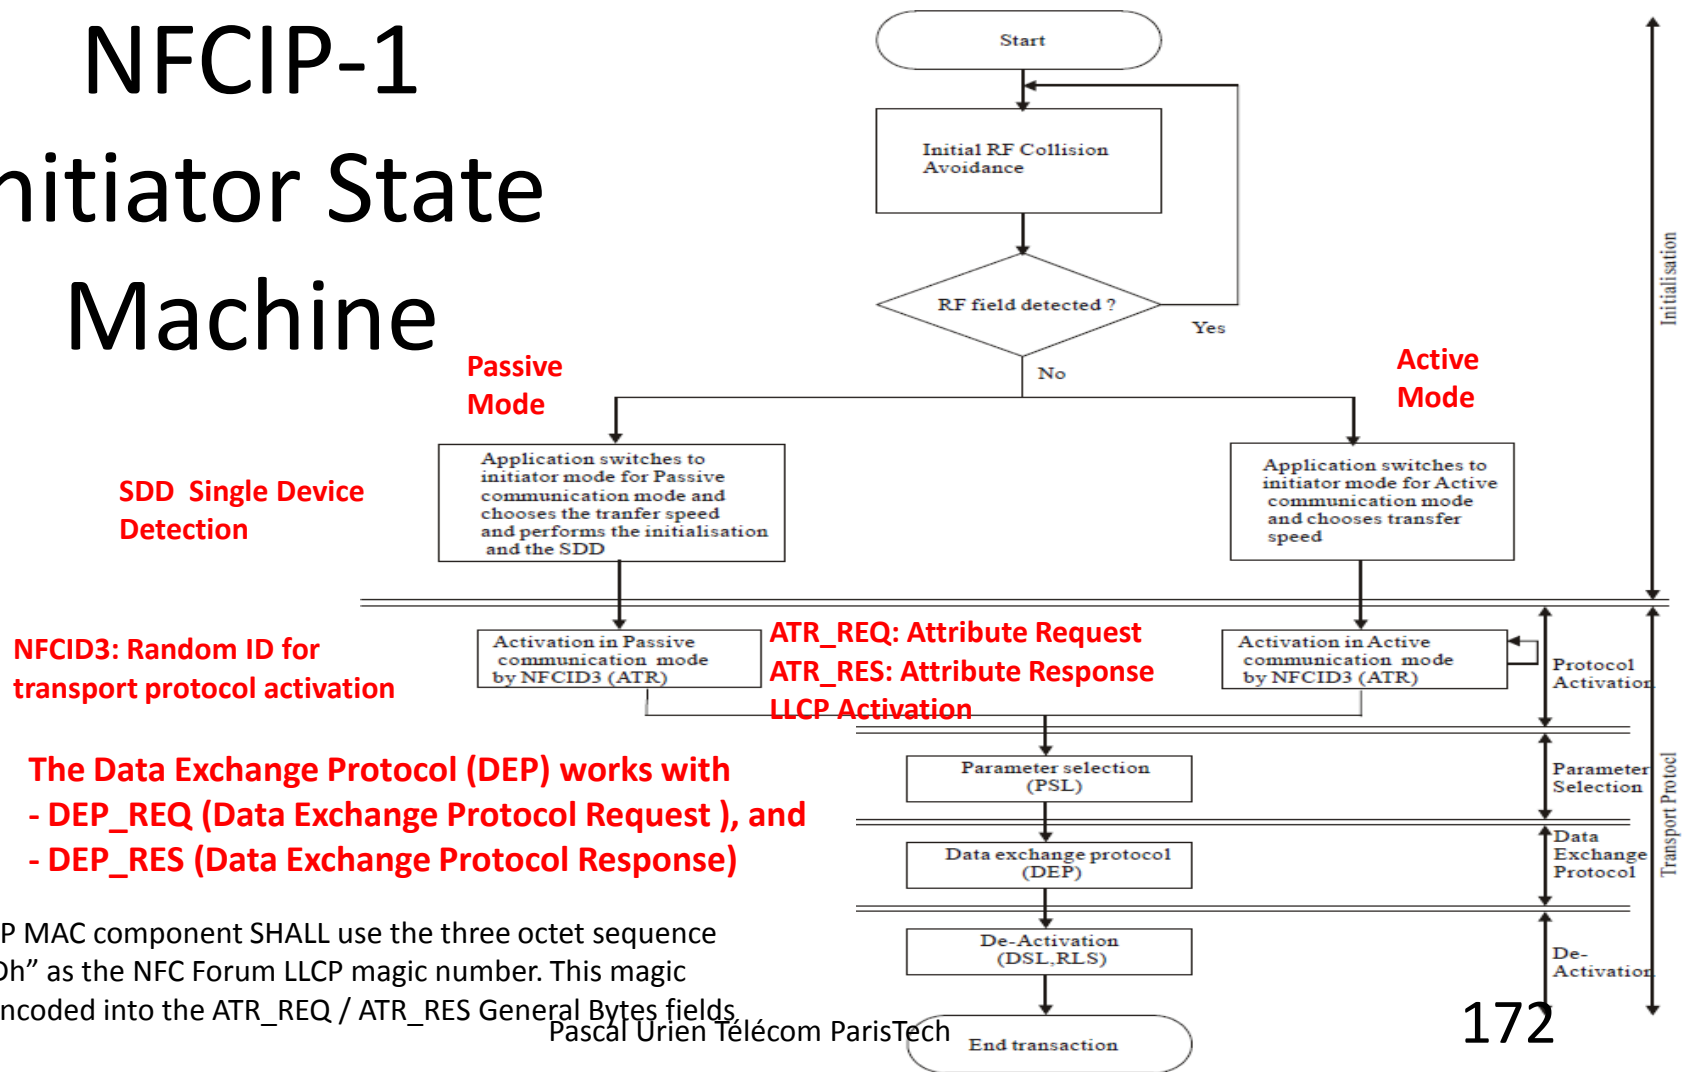 NFCIP-1
nitiator State
Machine
Start
Initial RF Collision
Avoidance
RF field detected ?
Yes
No
Passive
Mode
Active
Mode
Initialisation
SDD Single Device
Detection
Application switches to
initiator mode for Passive
communication mode and
chooses the tranfer speed
and performs the initialisation
and the SDD
Application switches to
initiator mode for Active
communication mode
and chooses transfer
speed
NFCID3: Random ID for
transport protocol activation
Activation in Passive
communication mode
by NFCID3 (ATR)
ATR_REQ: Attribute Request
ATR_RES: Attribute Response
LLCP Activation
Activation in Active
communication mode
by NFCID3 (ATR)
Protocol
Activation
The Data Exchange Protocol (DEP) works with
- DEP_REQ (Data Exchange Protocol Request ), and
- DEP_RES (Data Exchange Protocol Response)
Parameter selection
(PSL)
Parameter
Selection
Transport Protocl
Data exchange protocol
(DEP)
Data
Exchange
Protocol
P MAC component SHALL use the three octet sequence
Dh” as the NFC Forum LLCP magic number. This magic
ncoded into the ATR_REQ / ATR_RES General Bytes fields
De-Activation
(DSL,RLS)
De-
Activation
Pascal Urien Télécom ParisTech
End transaction
172